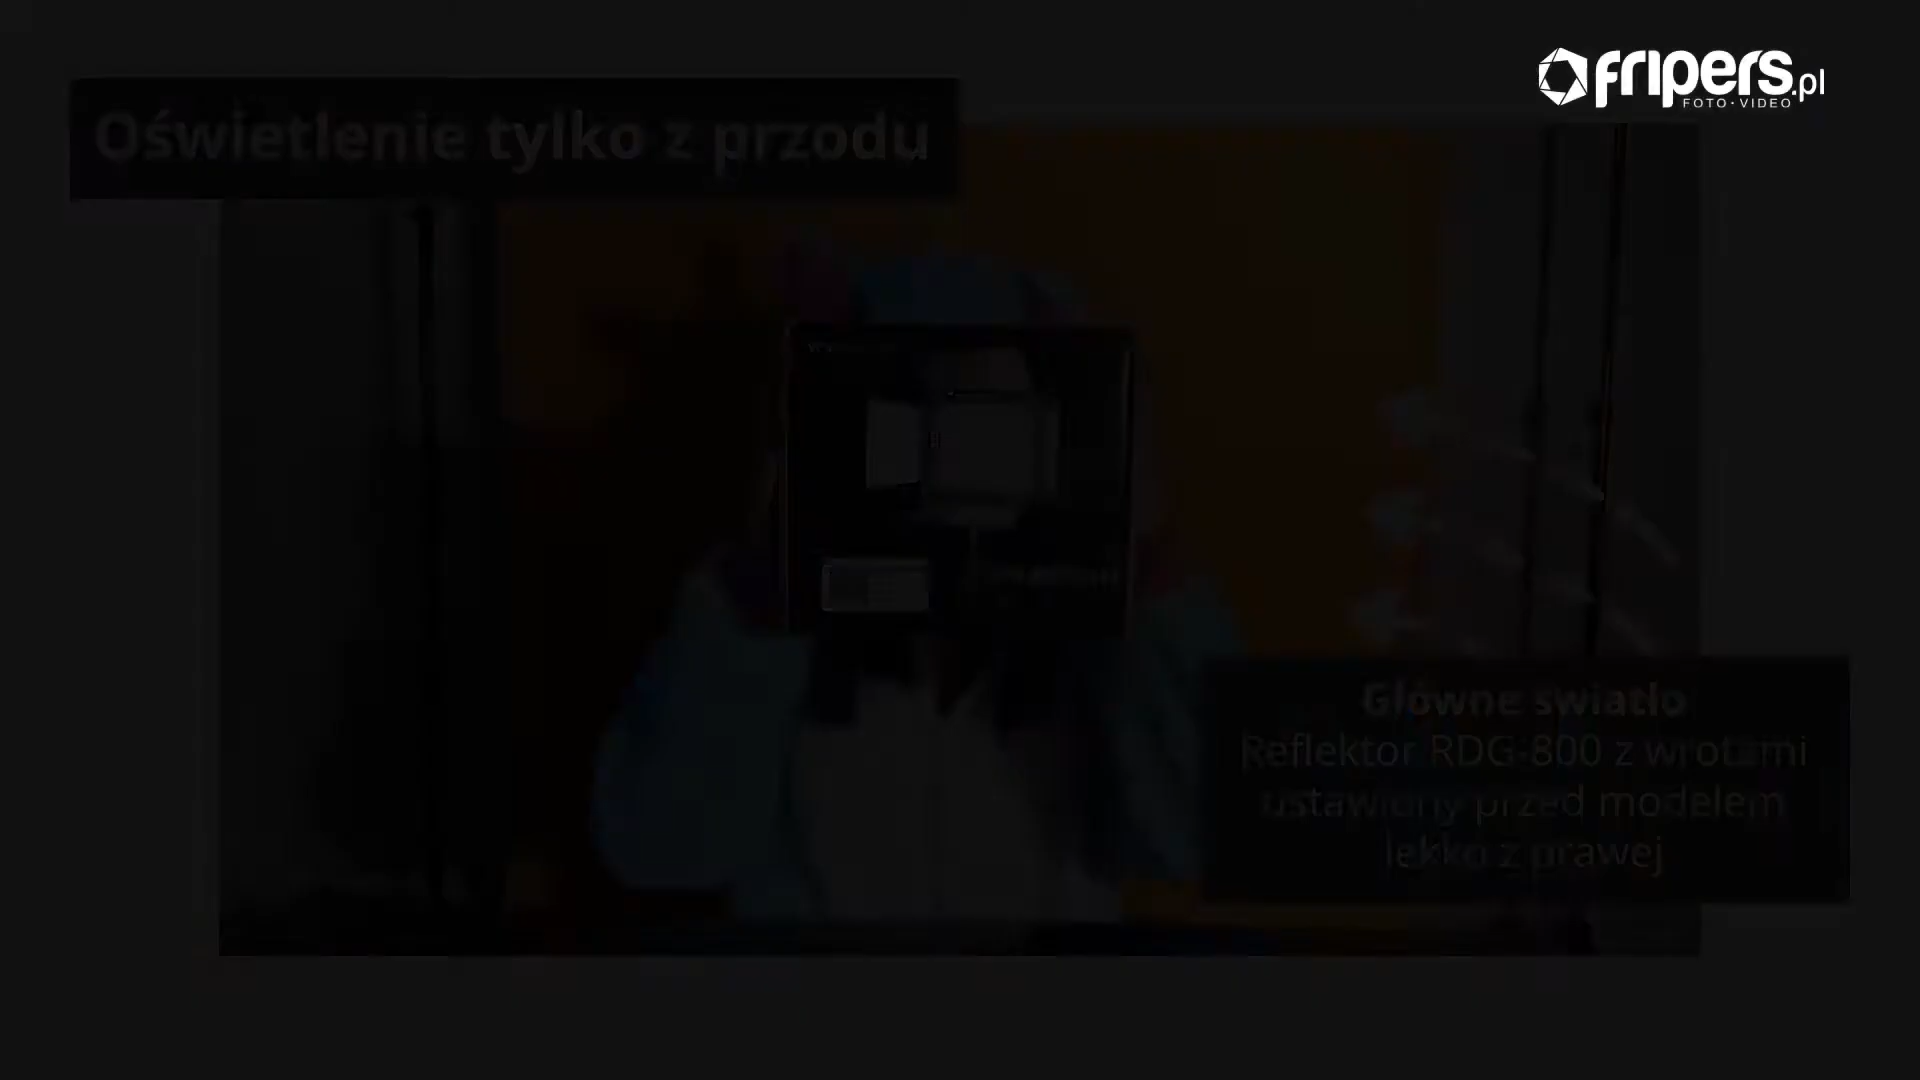 fripers.pl
FOTO•VIDEO
Oświetlenie tylko z przodu
Główne światło
Reflektor RDG-800 z wrotami
ustawiony przed modelem
lekko z prawej